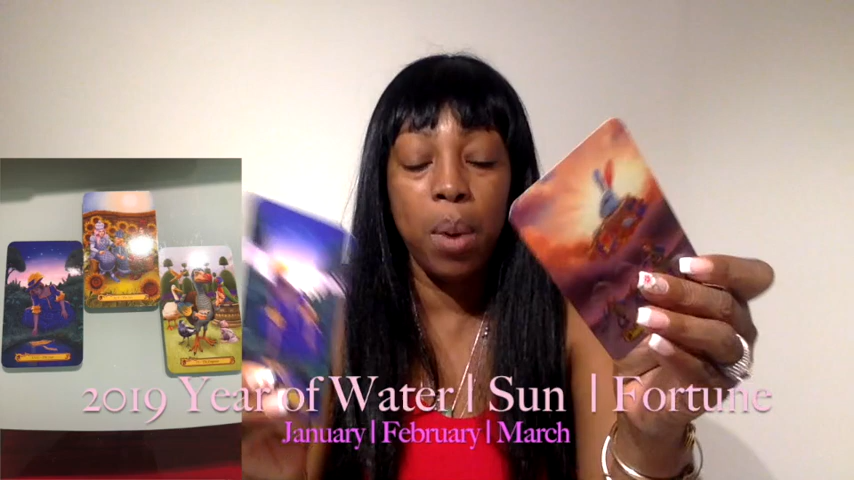 2019 Year of Water | Sun | Fortune
January | February | March